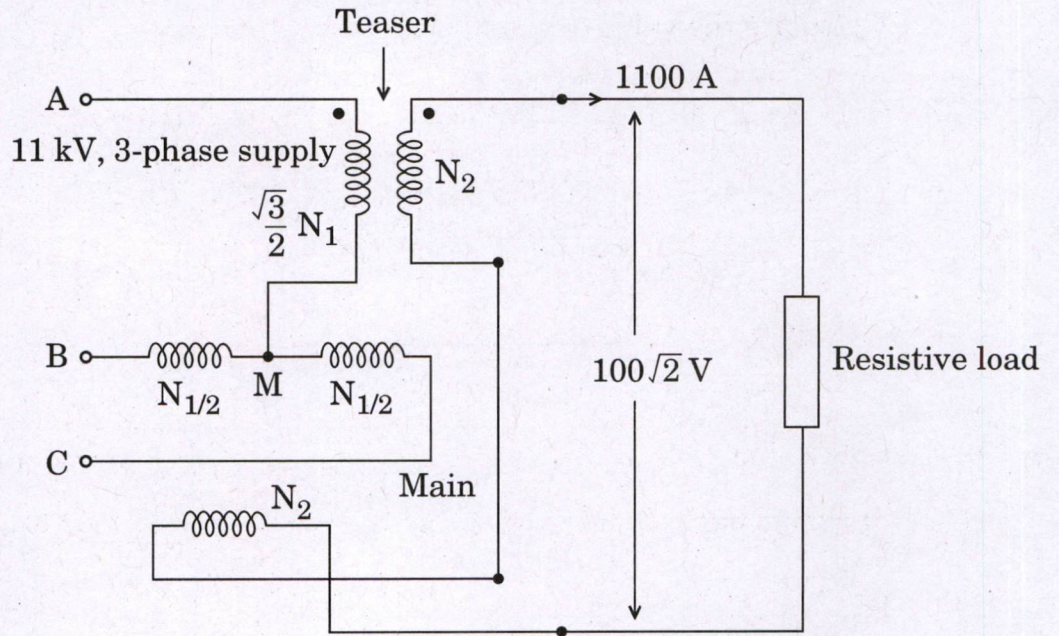 Teaser
1100 A
A
11 kV, 3-phase supply
N₂
√3/2 N₁
B
M
N₁/₂
N₁/₂
100√2 V
Resistive load
C
Main
N₂